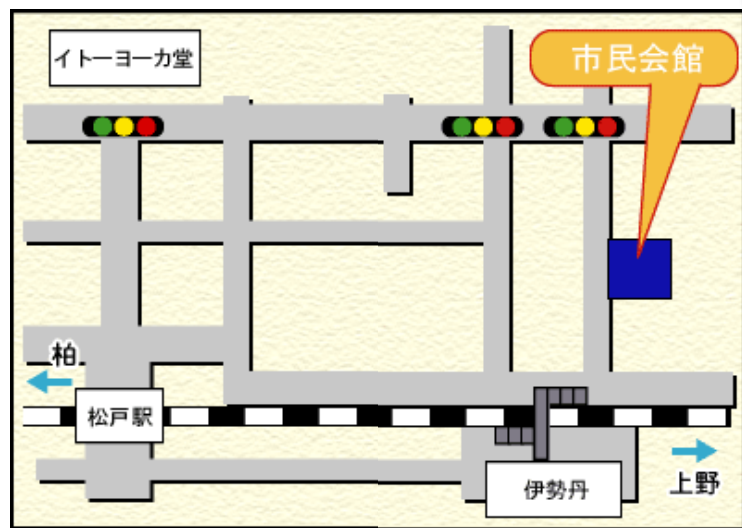 イトーヨーカ堂
市民会館
柏
松戸駅
伊勢丹
上野